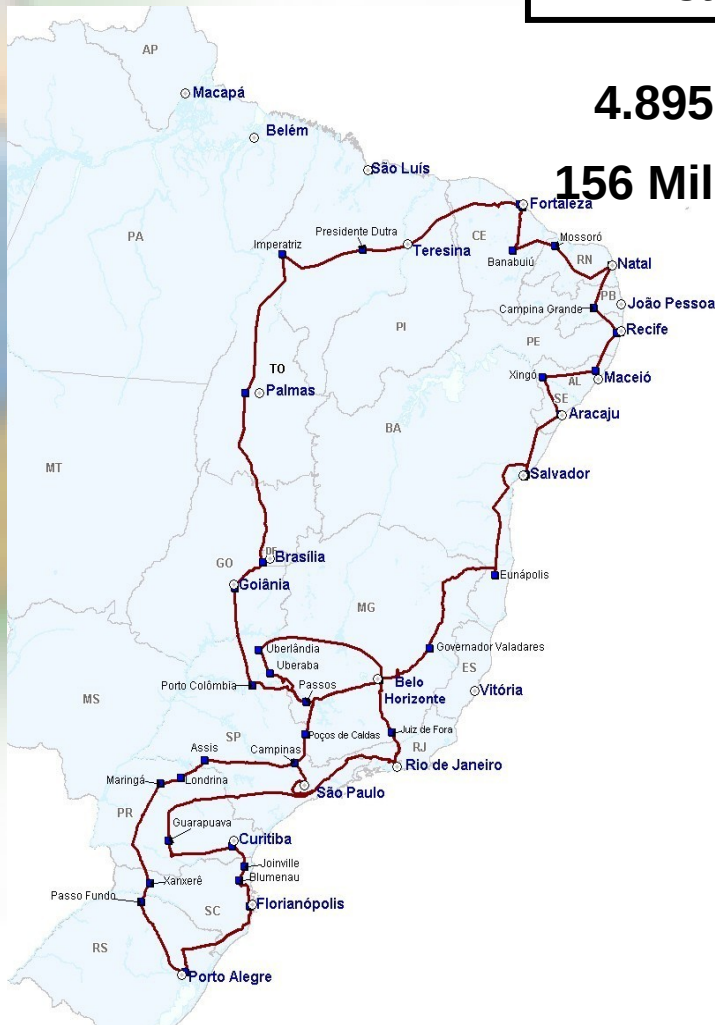 4.895
156 Mil
AP
Macapá
Belém
São Luís
Fortaleza
Presidente Dutra
Imperatriz
Teresina
CE
Mossoró
Banabuiú
RN
Natal
PA
Campina Grande
PB
João Pessoa
Recife
PI
PE
TO
Palmas
Xingó
AL
Maceió
SE
Aracaju
BA
MT
Salvador
DF
Brasília
GO
Goiânia
Eunápolis
MG
Uberlândia
Governador Valadares
Uberaba
ES
Porto Colômbia
Passos
Belo
Horizonte
Vitória
MS
SP
Poços de Caldas
Juiz de Fora
RJ
Assis
Campinas
Rio de Janeiro
Maringá
Londrina
São Paulo
PR
Guarapuava
Curitiba
Joinville
Blumenau
Xanxerê
Passo Fundo
SC
Florianópolis
RS
Porto Alegre